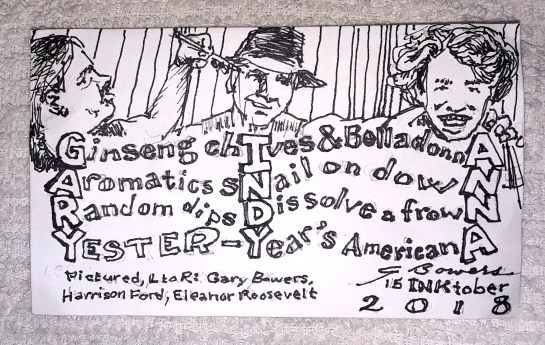 Ginseng chIves & BelladonnA
Aromatics sNail on dowN
Random dips Dissolve a frowN
YESTER-Year's AmericanA
Pictured, L to R: Gary Bowers,
Harrison Ford, Eleanor Roosevelt
G Bowers
15 INKtober
2018